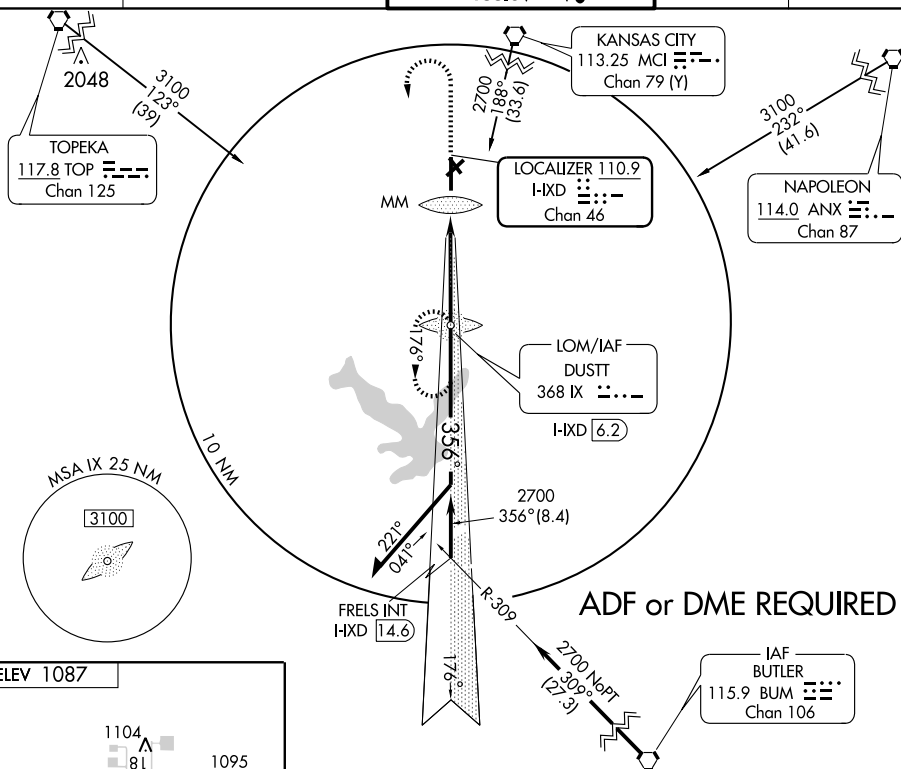 KANSAS CITY
113.25 MCI
Chan 79 (Y)
2700
188°
(33.6)
2048
3100
123°
(39)
3100
232°
(41.6)
TOPEKA
117.8 TOP
Chan 125
LOCALIZER 110.9
I-IXD
Chan 46
NAPOLEON
114.0 ANX
Chan 87
MM
176°
LOM/IAF
DUSTT
368 IX
I-IXD 6.2
356°
10 NM
MSA IX 25 NM
3100
2700
356° (8.4)
221°
041°
FRELS INT
I-IXD 14.6
R-309
ADF or DME REQUIRED
2700 NoPT
309°
(27.3)
176°
IAF
BUTLER
115.9 BUM
Chan 106
ELEV 1087
1104
18
1095